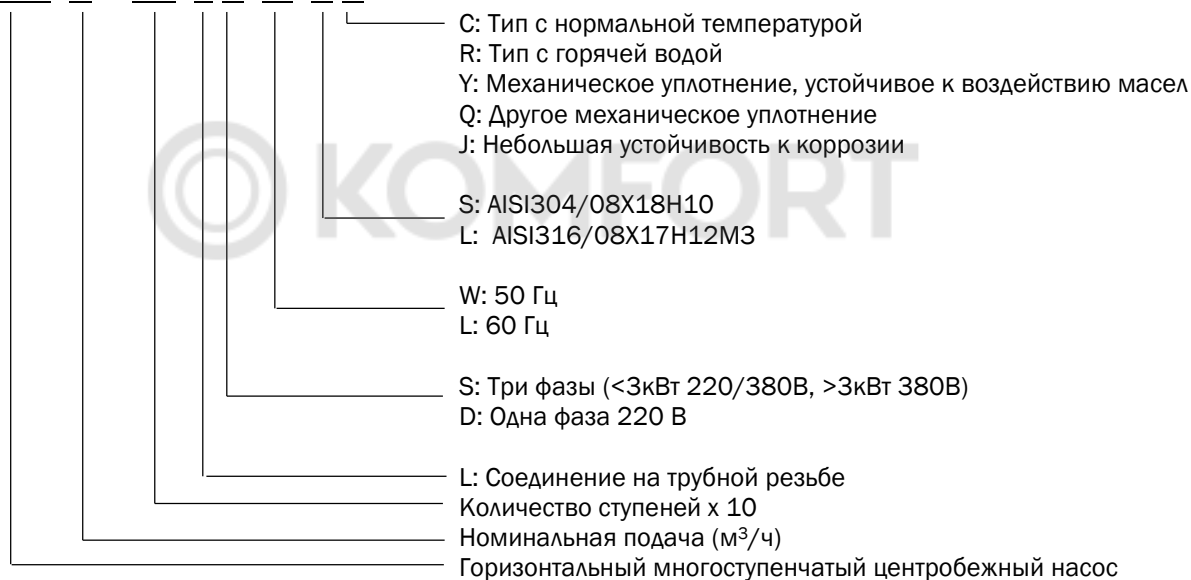 C: Тип с нормальной температурой
R: Тип с горячей водой
Y: Механическое уплотнение, устойчивое к воздействию масел
Q: Другое механическое уплотнение
J: Небольшая устойчивость к коррозии
KOMFORT
S: AISI304/08Х18Н10
L: AISI316/08Х17Н12М3
W: 50 Гц
L: 60 Гц
S: Три фазы (<3кВт 220/380В, >3кВт 380В)
D: Одна фаза 220 В
L: Соединение на трубной резьбе
Количество ступеней х 10
Номинальная подача (м³/ч)
Горизонтальный многоступенчатый центробежный насос